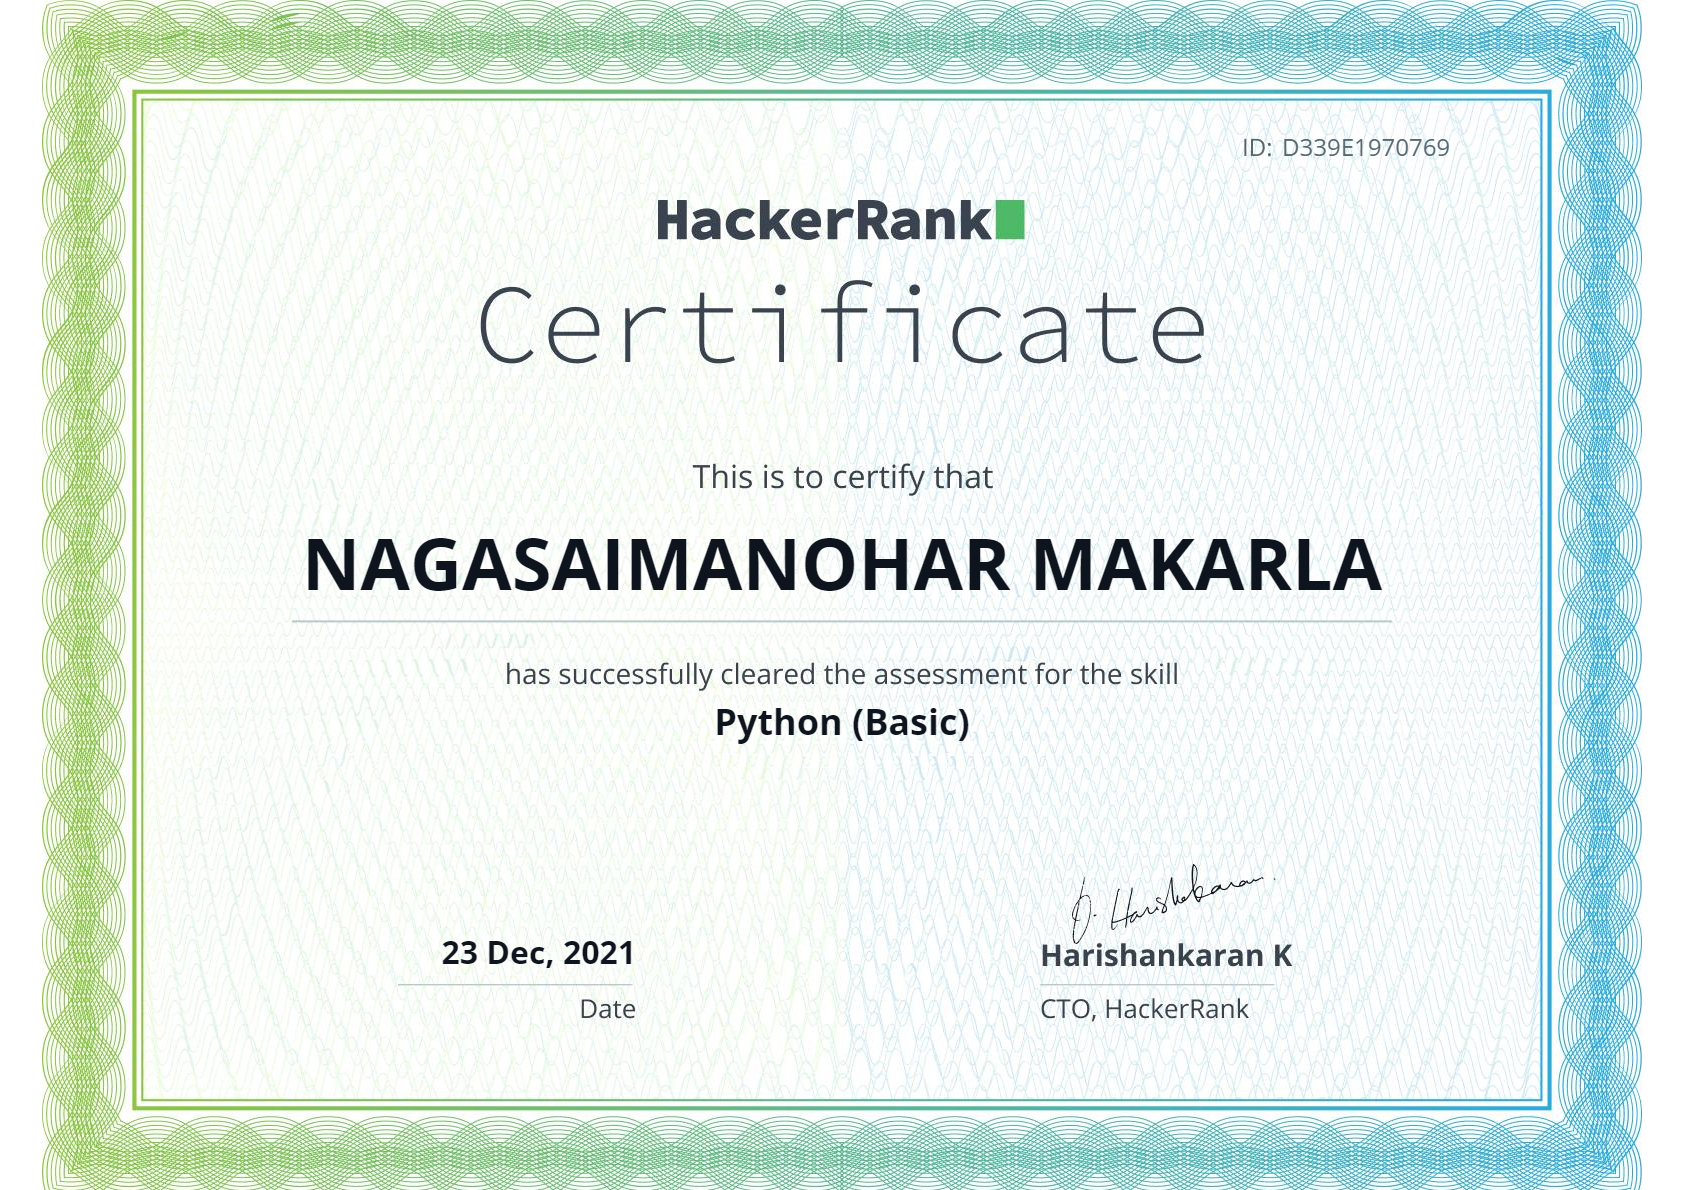 ID: D339E1970769
HackerRank
Certificate
This is to certify that
NAGASAIMANOHAR MAKARLA
has successfully cleared the assessment for the skill
Python (Basic)
23 Dec, 2021
Date
Harishankaran K
CTO, HackerRank